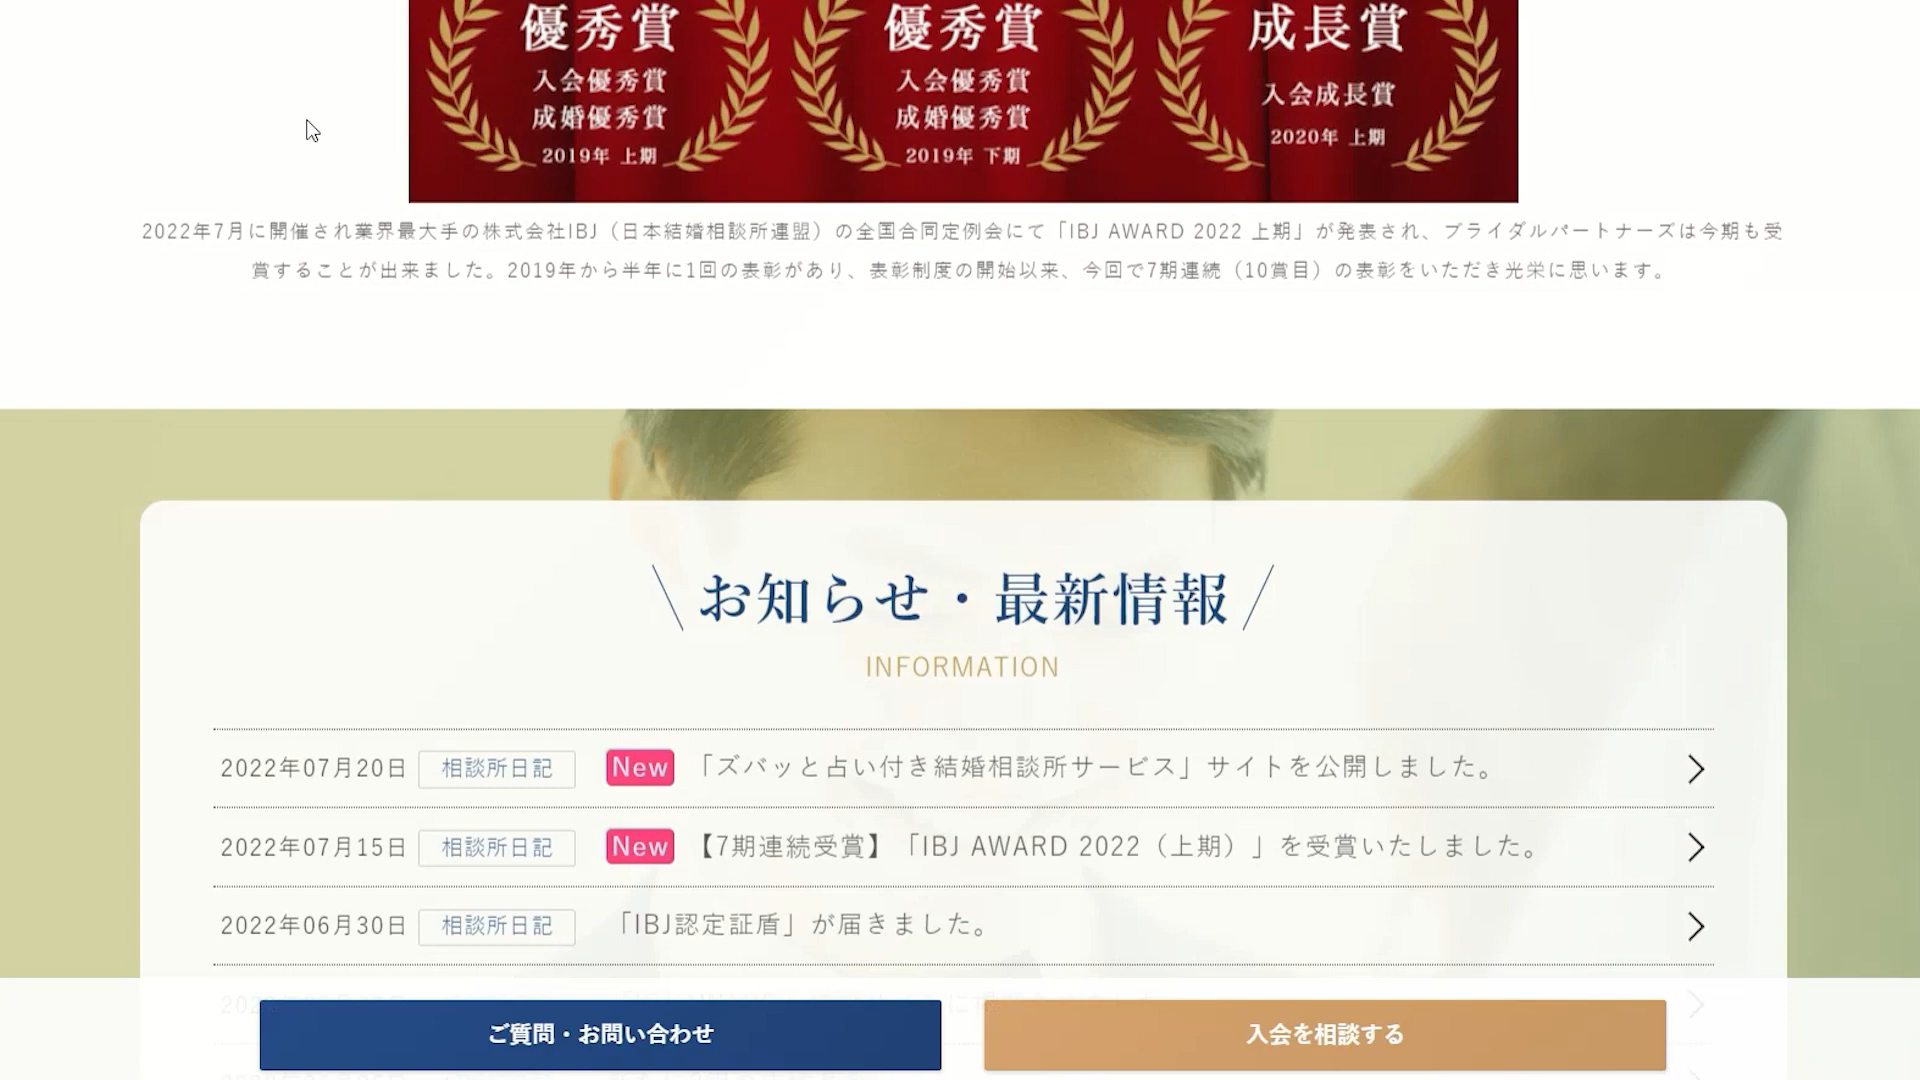 優秀賞
入会優秀賞
成婚優秀賞
2019年 上期
優秀賞
入会優秀賞
成婚優秀賞
2019年 下期
成長賞
入会成長賞
2020年 上期
2022年7月に開催され業界最大手の株式会社IBJ（日本結婚相談所連盟）の全国合同定例会にて「IBJ AWARD 2022 上期」が発表され、ブライダルパートナーズは今期も受
賞することが出来ました。2019年から半年に1回の表彰があり、表彰制度の開始以来、今回で7期連続（10賞目）の表彰をいただき光栄に思います。
お知らせ・最新情報
INFORMATION
2022年07月20日 相談所日記 New 「ズバッと占い付き結婚相談所サービス」サイトを公開しました。
2022年07月15日 相談所日記 New 【7期連続受賞】「IBJ AWARD 2022（上期）」を受賞いたしました。
2022年06月30日 相談所日記 「IBJ認定証盾」が届きました。
ご質問・お問い合わせ
入会を相談する